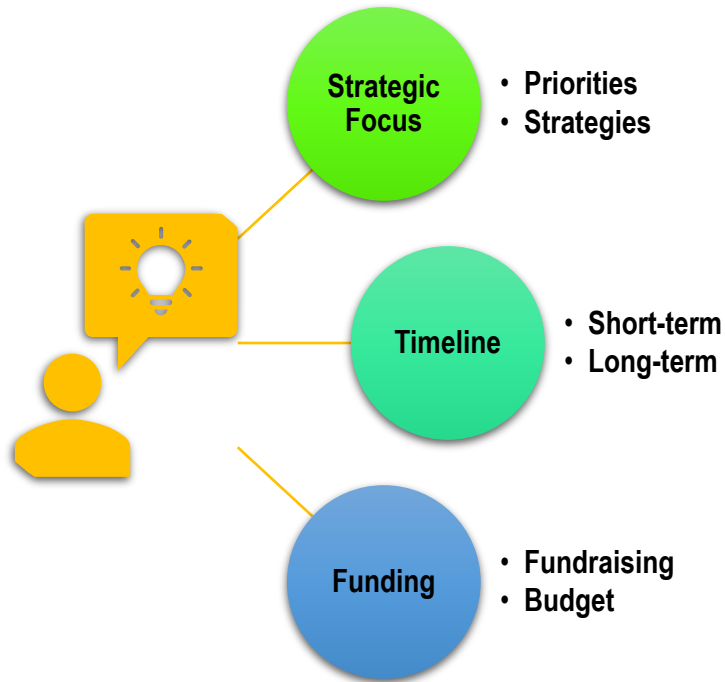 Strategic
Focus
• Priorities
• Strategies
Timeline
• Short-term
• Long-term
Funding
• Fundraising
• Budget